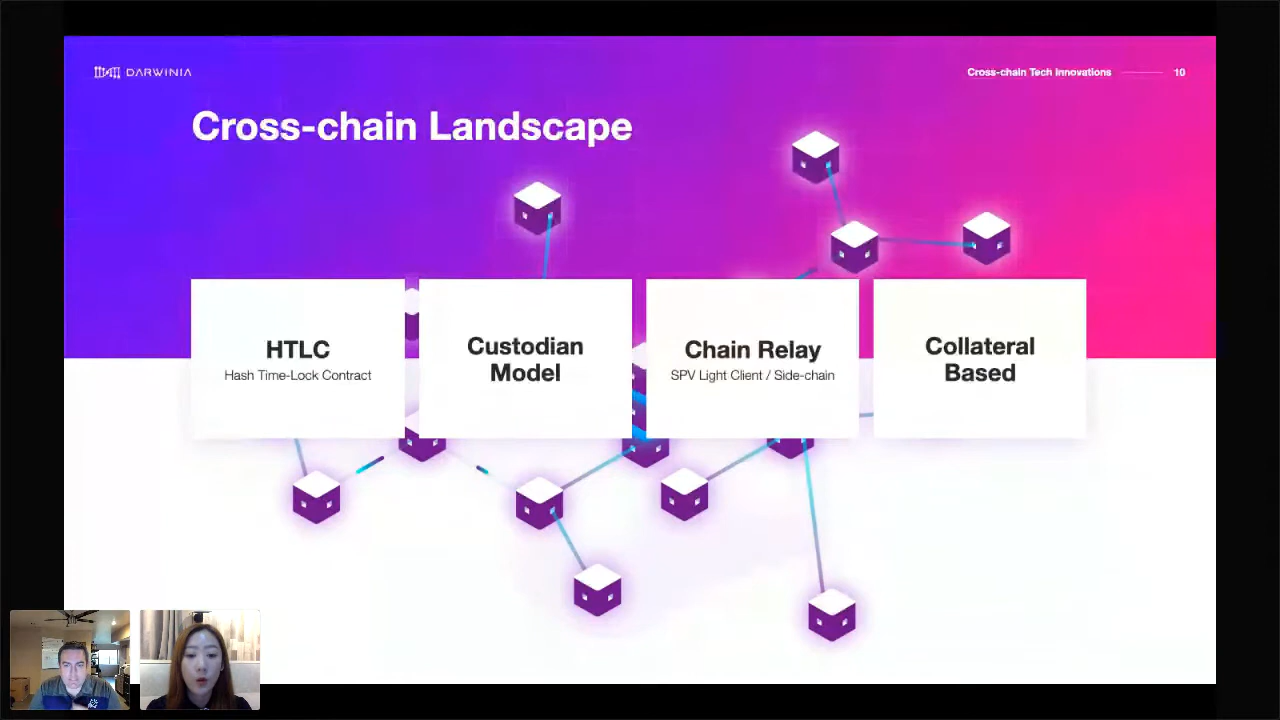 DARWINIA
Cross-chain Tech Innovations
10
Cross-chain Landscape
HTLC
Hash Time-Lock Contract
Custodian
Model
Chain Relay
SPV Light Client / Side-chain
Collateral
Based